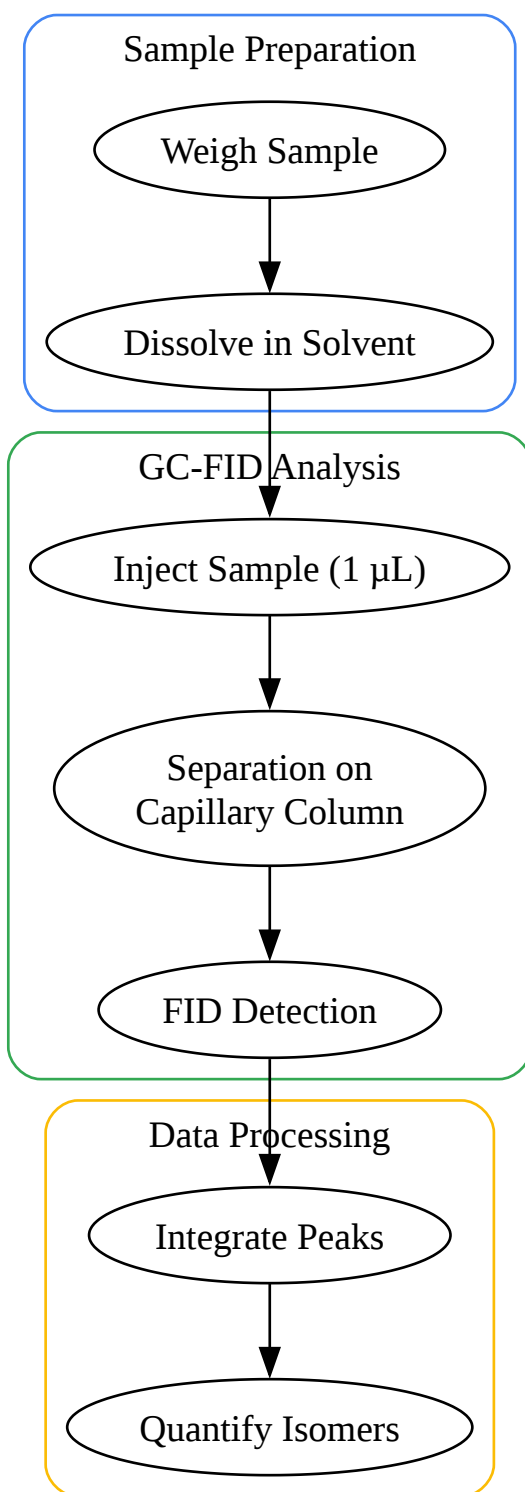 Sample Preparation
Weigh Sample
Dissolve in Solvent
GC-FID Analysis
Inject Sample (1 µL)
Separation on
Capillary Column
FID Detection
Data Processing
Integrate Peaks
Quantify Isomers